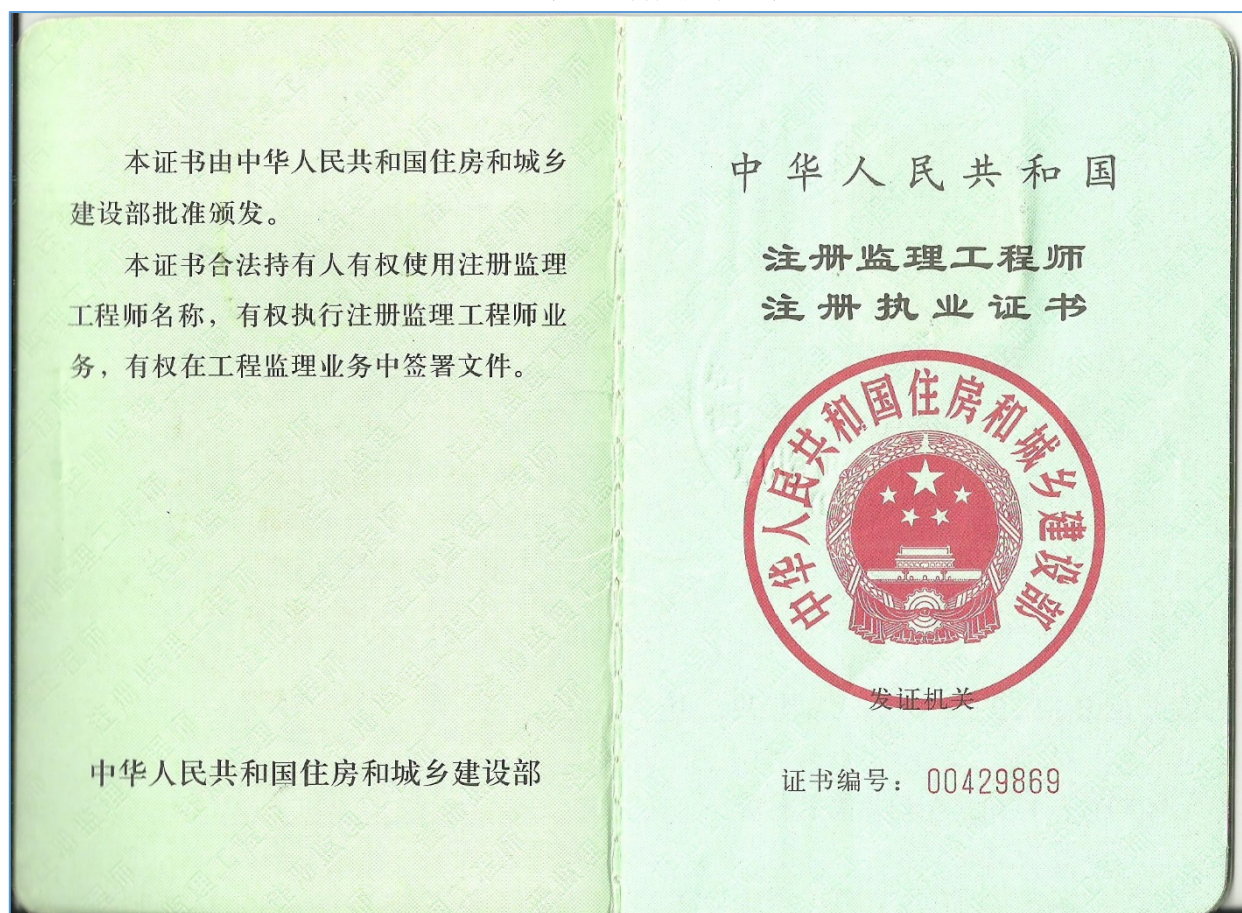 本证书由中华人民共和国住房和城乡
建设部批准颁发。
本证书合法持有人有权使用注册监理
工程师名称，有权执行注册监理工程师业
务，有权在工程监理业务中签署文件。
中华人民共和国住房和城乡建设部
中华人民共和国
注册监理工程师
注册执业证书
中华人民共和国住房和城乡建设部
发证机关
证书编号：00429869